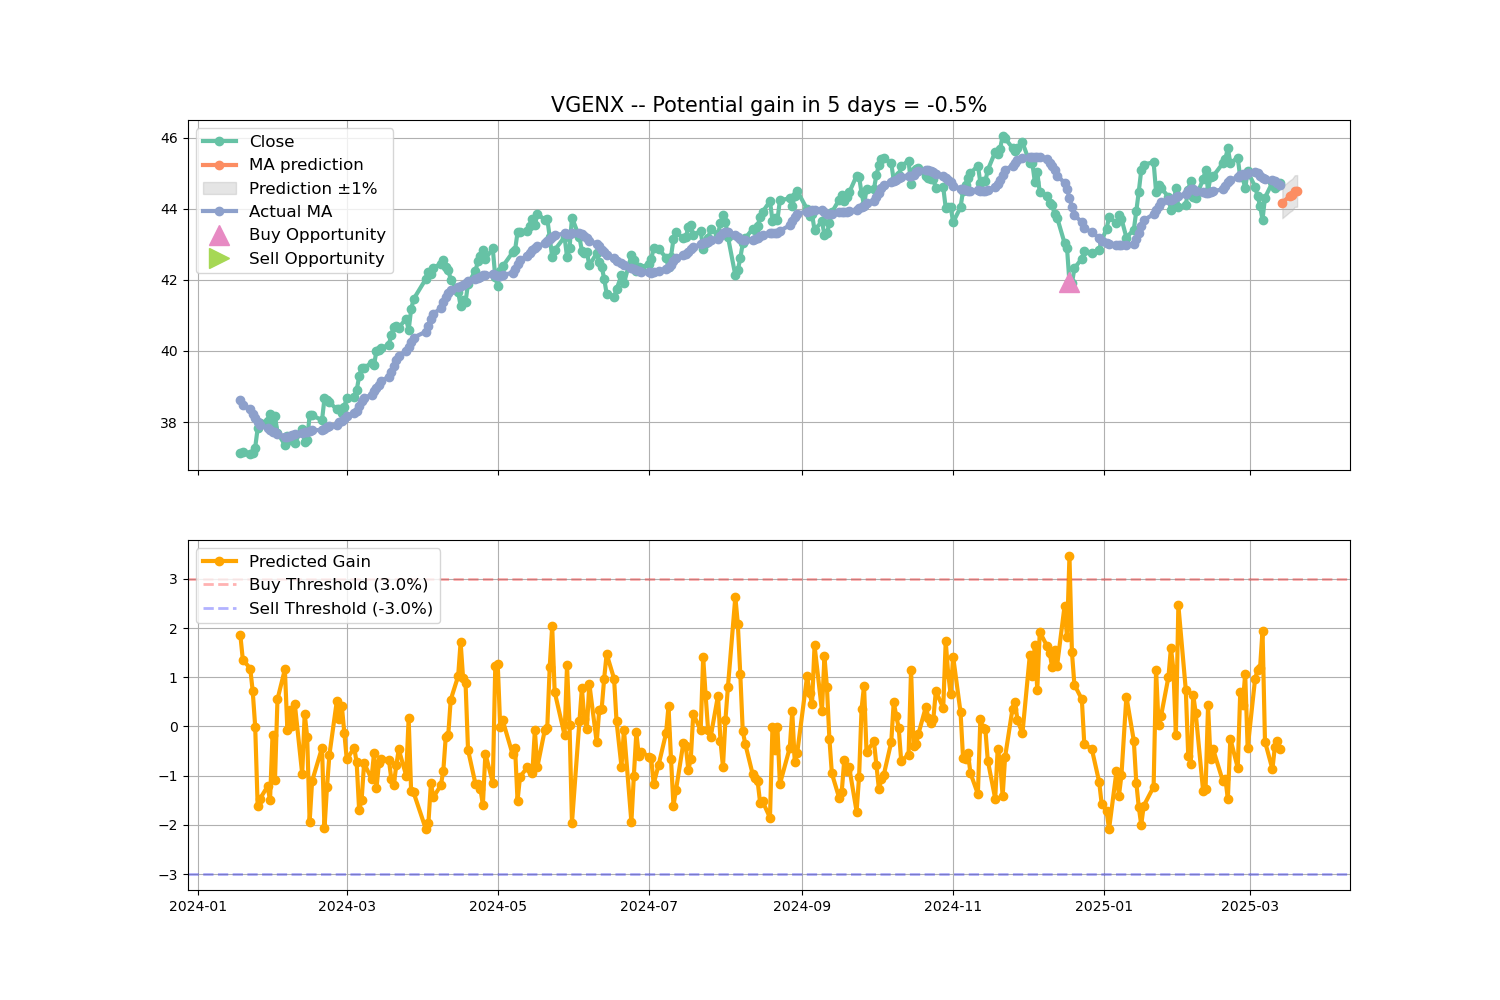 VGENX -- Potential gain in 5 days = -0.5%
46
44
42
40
38
Close
MA prediction
Prediction ±1%
Actual MA
Buy Opportunity
Sell Opportunity
3
2
1
0
−1
−2
−3
Predicted Gain
Buy Threshold (3.0%)
Sell Threshold (-3.0%)
2024-01
2024-03
2024-05
2024-07
2024-09
2024-11
2025-01
2025-03